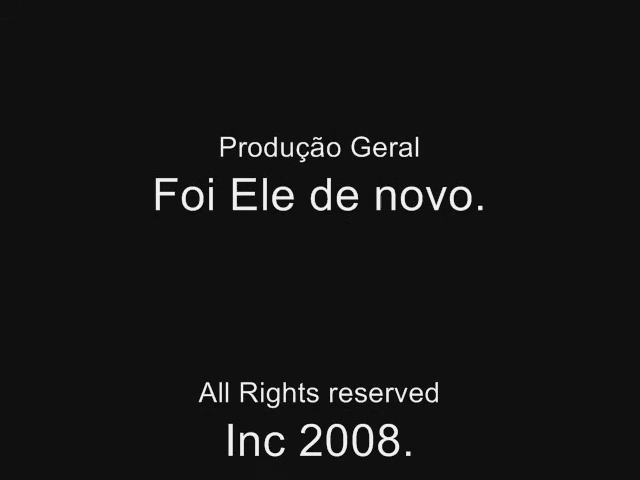 Produção Geral
Foi Ele de novo.
All Rights reserved
Inc 2008.